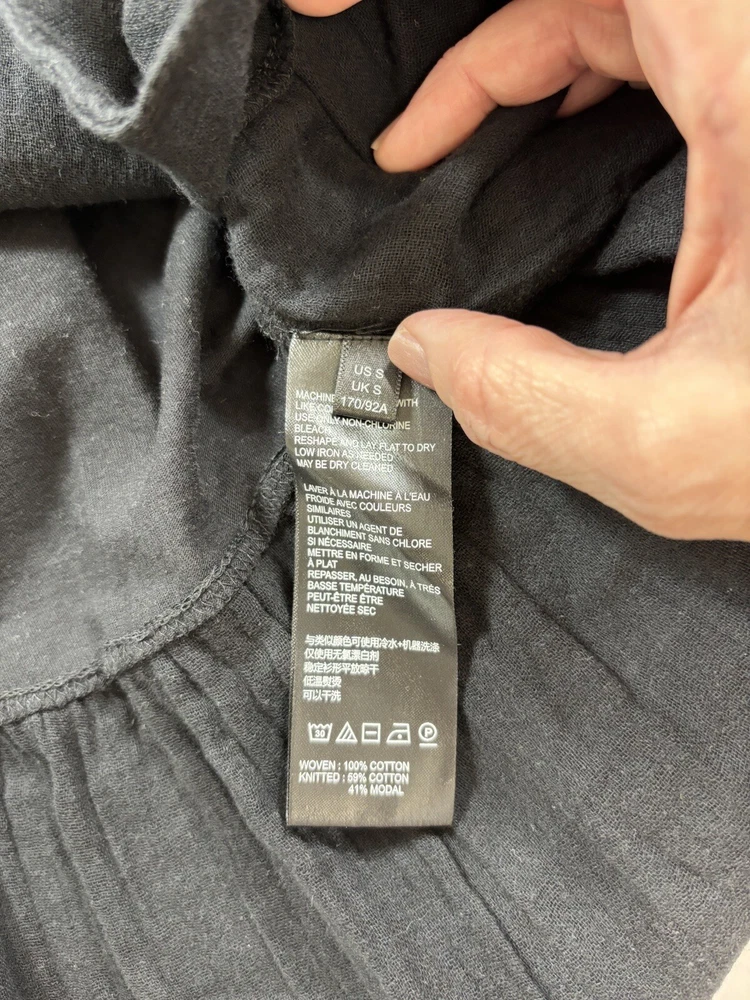 US S
UK S
170/92A
MACHINE WITH
LIKE
USE ONLY NON-CHLORINE
BLEACH
RESHAPE AND LAY FLAT TO DRY
LOW IRON AS NEEDED
MAY BE DRY CLEANED
LAVER À LA MACHINE À L'EAU
FROIDE AVEC COULEURS
SIMILAIRES
UTILISER UN AGENT DE
BLANCHIMENT SANS CHLORE
SI NÉCESSAIRE
METTRE EN FORME ET SECHER
À PLAT
REPASSER, AU BESOIN, À TRÈS
BASSE TEMPÉRATURE
PEUT-ÊTRE ÊTRE
NETTOYÉE SEC
与类似颜色可使用冷水+机器洗涤
仅使用无氯漂白剂
稳定衫形平放晾干
低温熨烫
可以干洗
30 P
WOVEN : 100% COTTON
KNITTED : 59% COTTON
41% MODAL